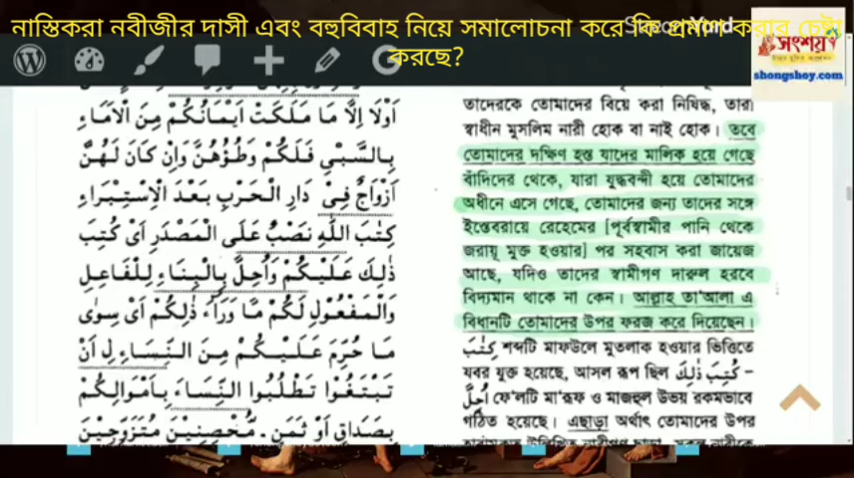 নাস্তিকরা নবীজীর দাসী এবং বহুবিবাহ নিয়ে সমালোচনা করে কি প্রমাণ করার চেষ্টা
করছে?
সংশয়
shongshoy.com
أَوْلَا إِلَّا مَا مَلَكَتْ أَيْمَانُكُمْ مِنَ الْاِمَاءِ
بِالسَّبْىِ فَلَكُمْ وَطْؤُهُنَّ وَإِنْ كَانَ لَهُنَّ
أَزْوَاجٌ فِىْ دَارِ الْحَرْبِ بَعْدَ الْاِسْتِبْرَاءِ
كِتٰبَ اللّٰهِ نَصْبٌ عَلَى الْمَصْدَرِ أَىْ كُتِبَ
ذٰلِكَ عَلَيْكُمْ وَأُحِلَّ بِالْبِنَاءِ لِلْفَاعِلِ
وَالْمَفْعُوْلِ لَكُمْ مَّا وَرَاءَ ذٰلِكُمْ أَىْ سِوٰى
مَا حُرِّمَ عَلَيْكُمْ مِنَ النِّسَاءِ لِ أَنْ
تَبْتَغُوْا تَطْلُبُوا النِّسَاءَ بِأَمْوَالِكُمْ
بِصَدَاقٍ أَوْ ثَمَنٍ . مُّحْصِنِيْنَ مُتَزَوِّجِيْنَ
তাদেরকে তোমাদের বিয়ে করা নিষিদ্ধ, তারা
স্বাধীন মুসলিম নারী হোক বা নাই হোক। তবে
তোমাদের দক্ষিণ হস্ত যাদের মালিক হয়ে গেছে
বাঁদিদের থেকে, যারা যুদ্ধবন্দী হয়ে তোমাদের
অধীনে এসে গেছে, তোমাদের জন্য তাদের সঙ্গে
ইস্তেবরায়ে রেহেমের [পূর্বস্বামীর পানি থেকে
জরায়ূ মুক্ত হওয়ার] পর সহবাস করা জায়েজ
আছে, যদিও তাদের স্বামীগণ দারুল হরবে
বিদ্যমান থাকে না কেন। আল্লাহ তা'আলা এ
বিধানটি তোমাদের উপর ফরজ করে দিয়েছেন।
كِتٰبَ শব্দটি মাফউলে মুতলাক হওয়ার ভিত্তিতে
যবর যুক্ত হয়েছে, আসল রূপ ছিল كُتِبَ ذٰلِكَ -
أُحِلَّ ফে'লটি মা'রূফ ও মাজহুল উভয় রকমভাবে
গঠিত হয়েছে। এছাড়া অর্থাৎ তোমাদের উপর